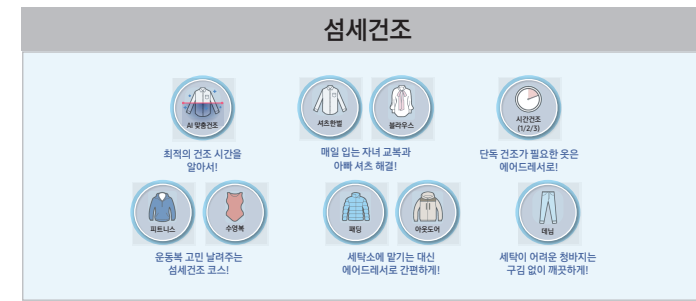 섬세건조
AI 맞춤건조
최적의 건조 시간을
알아서!
셔츠한벌
블라우스
매일 입는 자녀 교복과
아빠 셔츠 해결!
시간건조
(1/2/3)
단독 건조가 필요한 옷은
에어드레서로!
피트니스
수영복
운동복 고민 날려주는
섬세건조 코스!
패딩
아웃도어
세탁소에 맡기는 대신
에어드레서로 간편하게!
데님
세탁이 어려운 청바지는
구김 없이 깨끗하게!